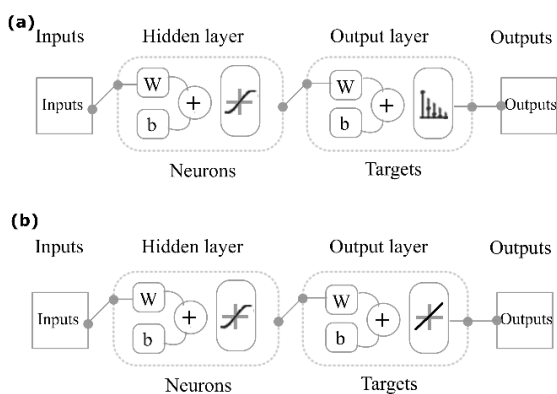 (a)
Inputs Hidden layer Output layer Outputs
Inputs W b + W b + Outputs
Neurons Targets
(b)
Inputs Hidden layer Output layer Outputs
Inputs W b + W b + Outputs
Neurons Targets